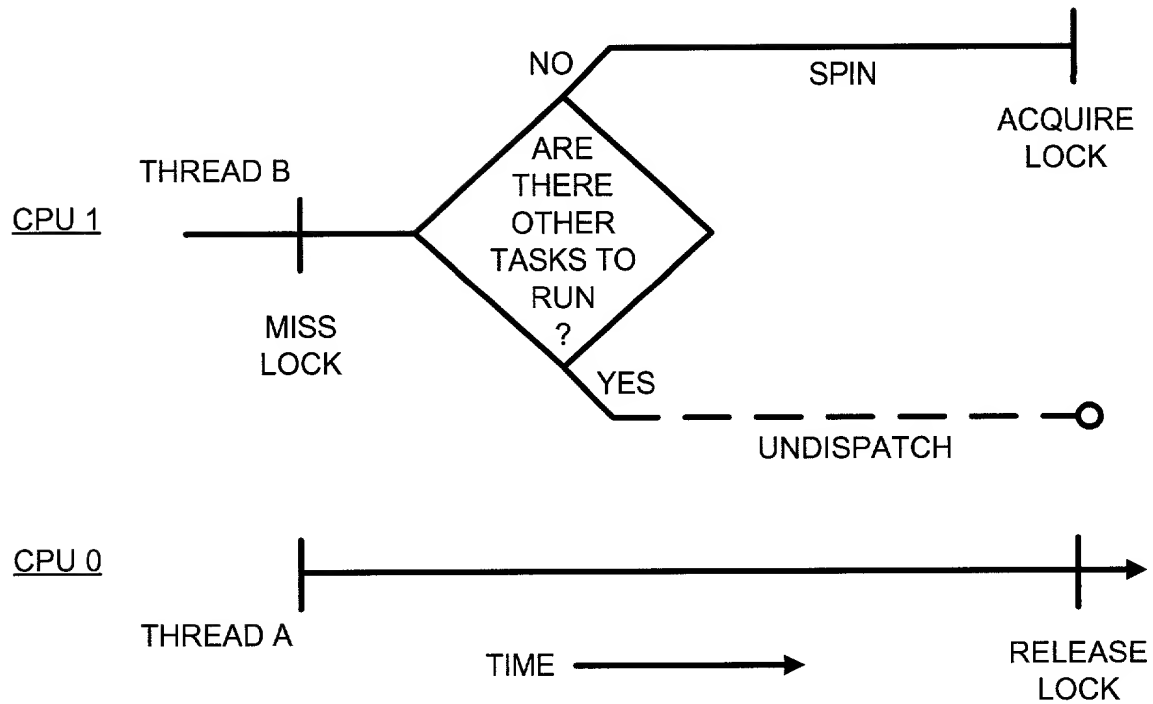 NO
SPIN
ACQUIRE
LOCK
THREAD B
CPU 1
ARE
THERE
OTHER
TASKS TO
RUN
?
MISS
LOCK
YES
UNDISPATCH
CPU 0
THREAD A
TIME
RELEASE
LOCK